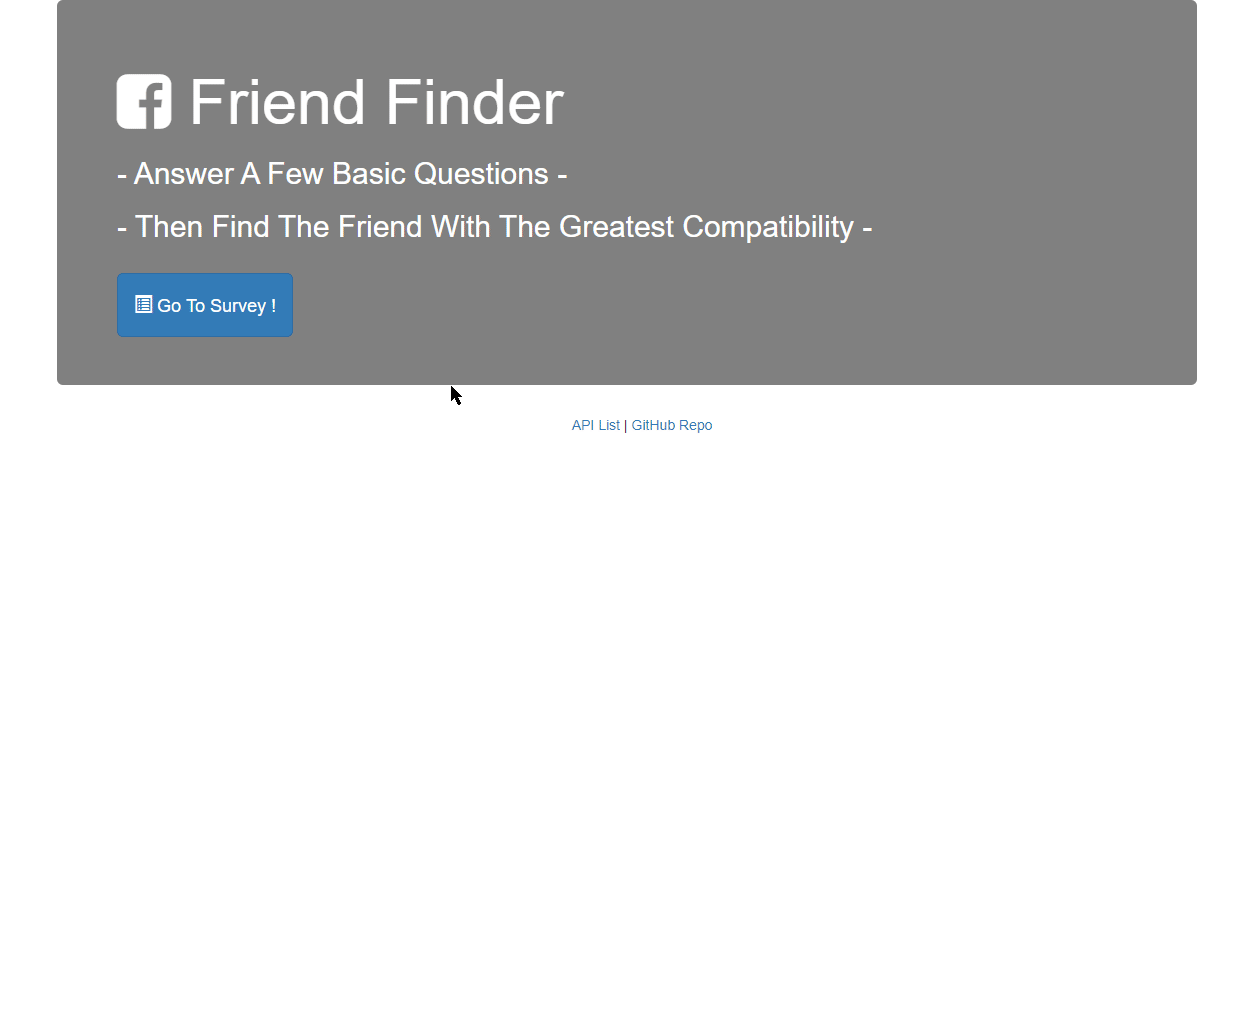 Friend Finder
- Answer A Few Basic Questions -
- Then Find The Friend With The Greatest Compatibility -
Go To Survey !
API List | GitHub Repo